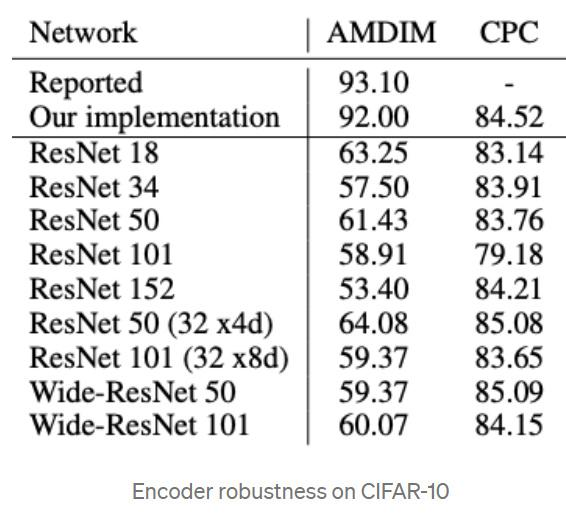 Network AMDIM CPC
Reported 93.10 -
Our implementation 92.00 84.52
ResNet 18 63.25 83.14
ResNet 34 57.50 83.91
ResNet 50 61.43 83.76
ResNet 101 58.91 79.18
ResNet 152 53.40 84.21
ResNet 50 (32 x4d) 64.08 85.08
ResNet 101 (32 x8d) 59.37 83.65
Wide-ResNet 50 59.37 85.09
Wide-ResNet 101 60.07 84.15
Encoder robustness on CIFAR-10